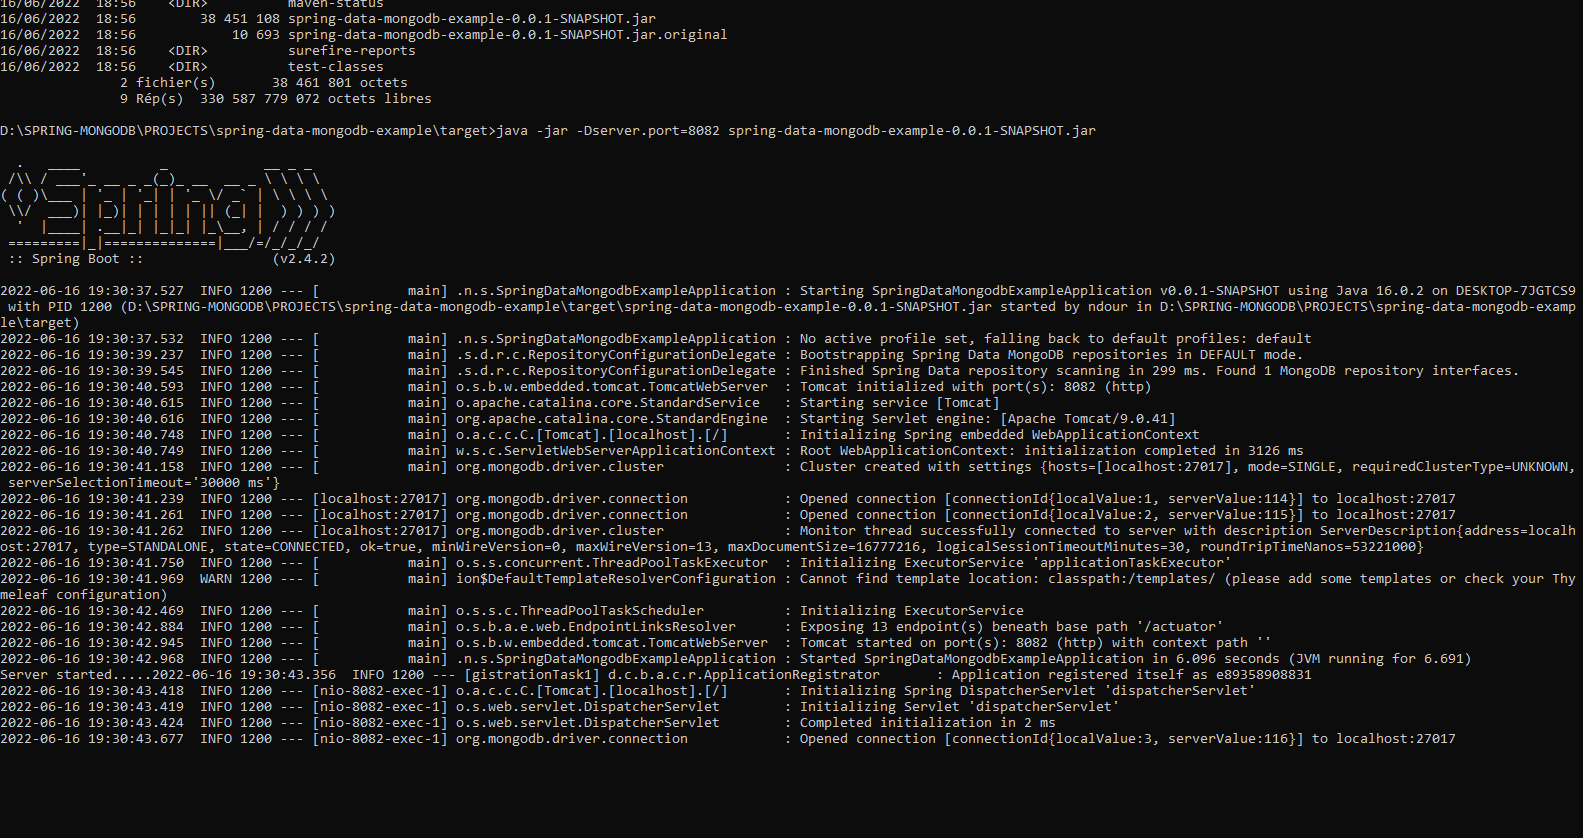 16/06/2022  18:56    <DIR>          maven-status
16/06/2022  18:56        38 451 108 spring-data-mongodb-example-0.0.1-SNAPSHOT.jar
16/06/2022  18:56            10 693 spring-data-mongodb-example-0.0.1-SNAPSHOT.jar.original
16/06/2022  18:56    <DIR>          surefire-reports
16/06/2022  18:56    <DIR>          test-classes
               2 fichier(s)       38 461 801 octets
               9 Rép(s)  330 587 779 072 octets libres
D:\SPRING-MONGODB\PROJECTS\spring-data-mongodb-example\target>java -jar -Dserver.port=8082 spring-data-mongodb-example-0.0.1-SNAPSHOT.jar
  .   ____          _            __ _ _
 /\\ / ___'_ __ _ _(_)_ __  __ _ \ \ \ \
( ( )\___ | '_ | '_| | '_ \/ _` | \ \ \ \
 \\/  ___)| |_)| | | | | || (_| |  ) ) ) )
  '  |____| .__|_| |_|_| |_\__, | / / / /
 =========|_|==============|___/=/_/_/_/
 :: Spring Boot ::                (v2.4.2)
2022-06-16 19:30:37.527  INFO 1200 --- [           main] .n.s.SpringDataMongodbExampleApplication : Starting SpringDataMongodbExampleApplication v0.0.1-SNAPSHOT using Java 16.0.2 on DESKTOP-7JGTCS9
 with PID 1200 (D:\SPRING-MONGODB\PROJECTS\spring-data-mongodb-example\target\spring-data-mongodb-example-0.0.1-SNAPSHOT.jar started by ndour in D:\SPRING-MONGODB\PROJECTS\spring-data-mongodb-examp
le\target)
2022-06-16 19:30:37.532  INFO 1200 --- [           main] .n.s.SpringDataMongodbExampleApplication : No active profile set, falling back to default profiles: default
2022-06-16 19:30:39.237  INFO 1200 --- [           main] .s.d.r.c.RepositoryConfigurationDelegate : Bootstrapping Spring Data MongoDB repositories in DEFAULT mode.
2022-06-16 19:30:39.545  INFO 1200 --- [           main] .s.d.r.c.RepositoryConfigurationDelegate : Finished Spring Data repository scanning in 299 ms. Found 1 MongoDB repository interfaces.
2022-06-16 19:30:40.593  INFO 1200 --- [           main] o.s.b.w.embedded.tomcat.TomcatWebServer  : Tomcat initialized with port(s): 8082 (http)
2022-06-16 19:30:40.615  INFO 1200 --- [           main] o.apache.catalina.core.StandardService   : Starting service [Tomcat]
2022-06-16 19:30:40.616  INFO 1200 --- [           main] org.apache.catalina.core.StandardEngine  : Starting Servlet engine: [Apache Tomcat/9.0.41]
2022-06-16 19:30:40.748  INFO 1200 --- [           main] o.a.c.c.C.[Tomcat].[localhost].[/]       : Initializing Spring embedded WebApplicationContext
2022-06-16 19:30:40.749  INFO 1200 --- [           main] w.s.c.ServletWebServerApplicationContext : Root WebApplicationContext: initialization completed in 3126 ms
2022-06-16 19:30:41.158  INFO 1200 --- [           main] org.mongodb.driver.cluster               : Cluster created with settings {hosts=[localhost:27017], mode=SINGLE, requiredClusterType=UNKNOWN,
 serverSelectionTimeout='30000 ms'}
2022-06-16 19:30:41.239  INFO 1200 --- [localhost:27017] org.mongodb.driver.connection            : Opened connection [connectionId{localValue:1, serverValue:114}] to localhost:27017
2022-06-16 19:30:41.261  INFO 1200 --- [localhost:27017] org.mongodb.driver.connection            : Opened connection [connectionId{localValue:2, serverValue:115}] to localhost:27017
2022-06-16 19:30:41.262  INFO 1200 --- [localhost:27017] org.mongodb.driver.cluster               : Monitor thread successfully connected to server with description ServerDescription{address=localh
ost:27017, type=STANDALONE, state=CONNECTED, ok=true, minWireVersion=0, maxWireVersion=13, maxDocumentSize=16777216, logicalSessionTimeoutMinutes=30, roundTripTimeNanos=53221000}
2022-06-16 19:30:41.750  INFO 1200 --- [           main] o.s.s.concurrent.ThreadPoolTaskExecutor  : Initializing ExecutorService 'applicationTaskExecutor'
2022-06-16 19:30:41.969  WARN 1200 --- [           main] ion$DefaultTemplateResolverConfiguration : Cannot find template location: classpath:/templates/ (please add some templates or check your Thy
meleaf configuration)
2022-06-16 19:30:42.469  INFO 1200 --- [           main] o.s.s.c.ThreadPoolTaskScheduler          : Initializing ExecutorService
2022-06-16 19:30:42.884  INFO 1200 --- [           main] o.s.b.a.e.web.EndpointLinksResolver      : Exposing 13 endpoint(s) beneath base path '/actuator'
2022-06-16 19:30:42.945  INFO 1200 --- [           main] o.s.b.w.embedded.tomcat.TomcatWebServer  : Tomcat started on port(s): 8082 (http) with context path ''
2022-06-16 19:30:42.968  INFO 1200 --- [           main] .n.s.SpringDataMongodbExampleApplication : Started SpringDataMongodbExampleApplication in 6.096 seconds (JVM running for 6.691)
Server started.....2022-06-16 19:30:43.356  INFO 1200 --- [gistrationTask1] d.c.b.a.c.r.ApplicationRegistrator       : Application registered itself as e89358908831
2022-06-16 19:30:43.418  INFO 1200 --- [nio-8082-exec-1] o.a.c.c.C.[Tomcat].[localhost].[/]       : Initializing Spring DispatcherServlet 'dispatcherServlet'
2022-06-16 19:30:43.419  INFO 1200 --- [nio-8082-exec-1] o.s.web.servlet.DispatcherServlet        : Initializing Servlet 'dispatcherServlet'
2022-06-16 19:30:43.424  INFO 1200 --- [nio-8082-exec-1] o.s.web.servlet.DispatcherServlet        : Completed initialization in 2 ms
2022-06-16 19:30:43.677  INFO 1200 --- [nio-8082-exec-1] org.mongodb.driver.connection            : Opened connection [connectionId{localValue:3, serverValue:116}] to localhost:27017